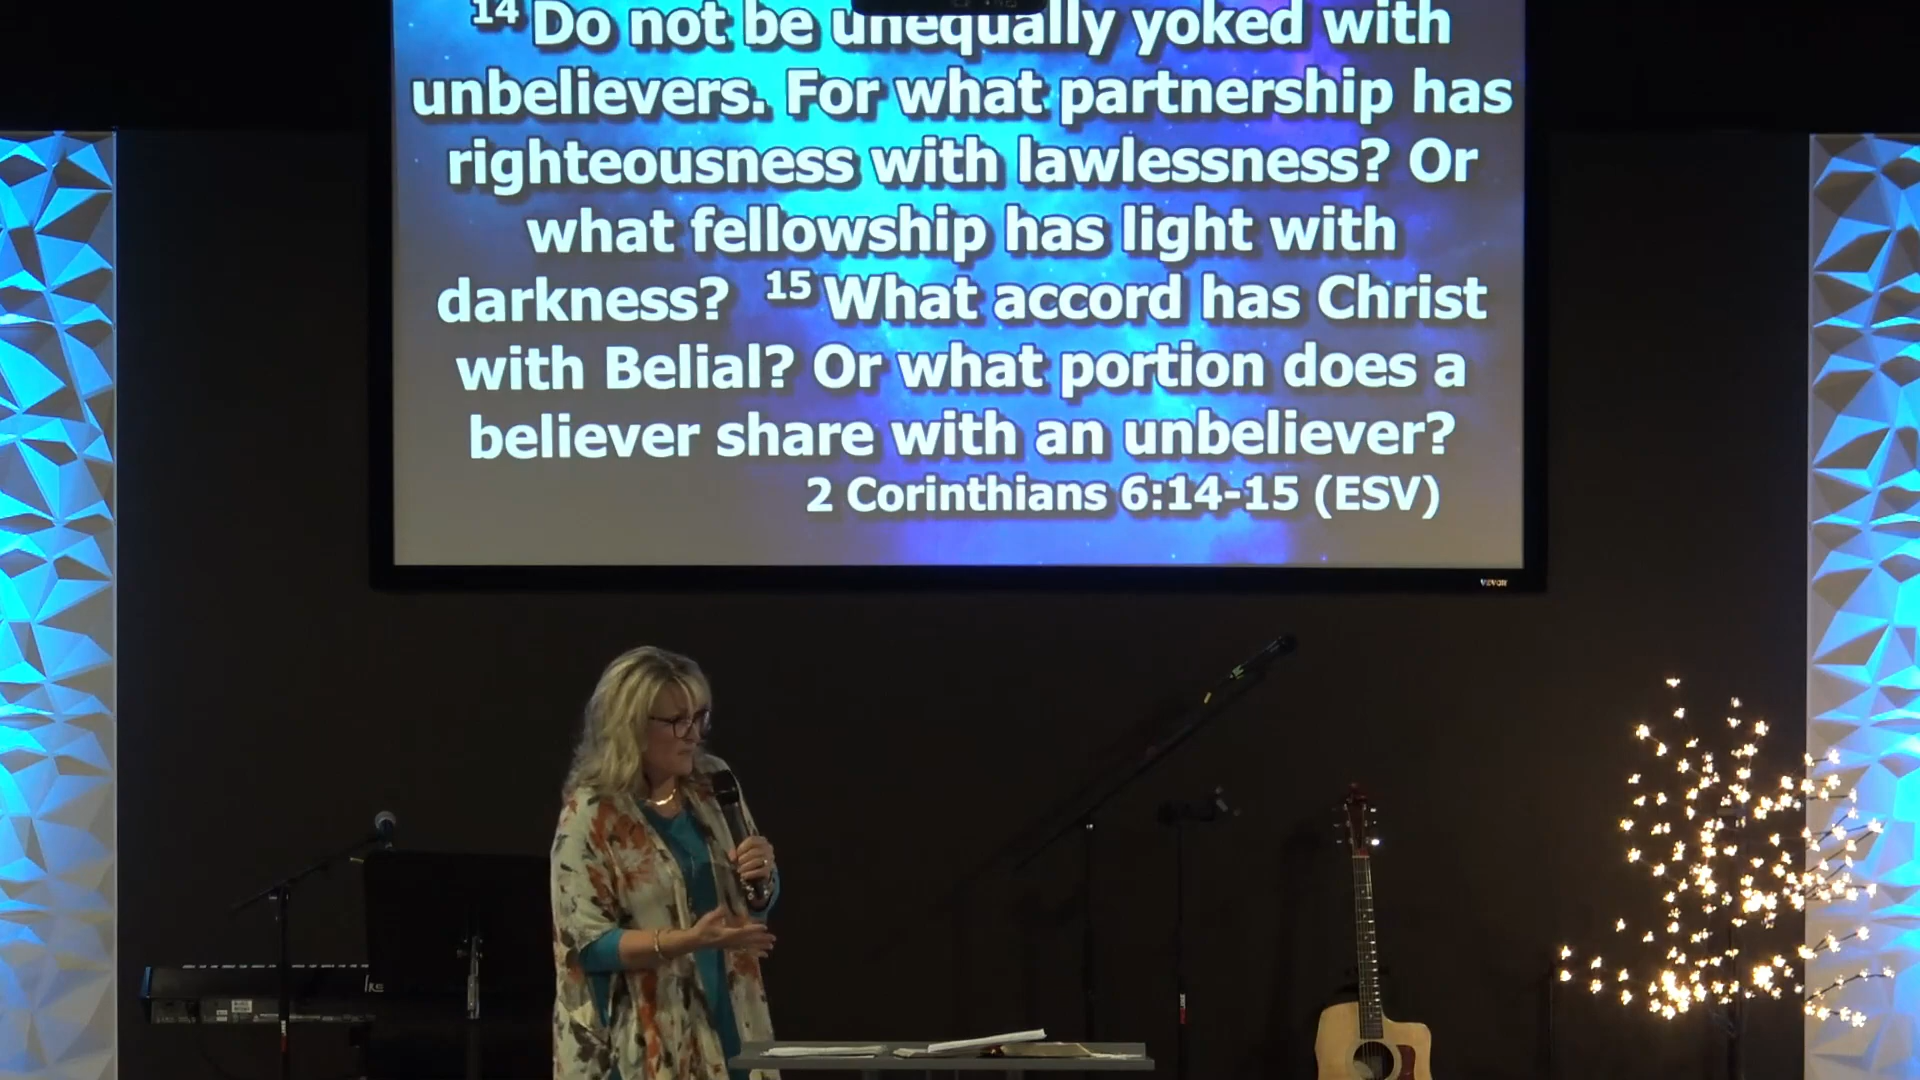 14 Do not be unequally yoked with
unbelievers. For what partnership has
righteousness with lawlessness? Or
what fellowship has light with
darkness? 15 What accord has Christ
with Belial? Or what portion does a
believer share with an unbeliever?
2 Corinthians 6:14-15 (ESV)